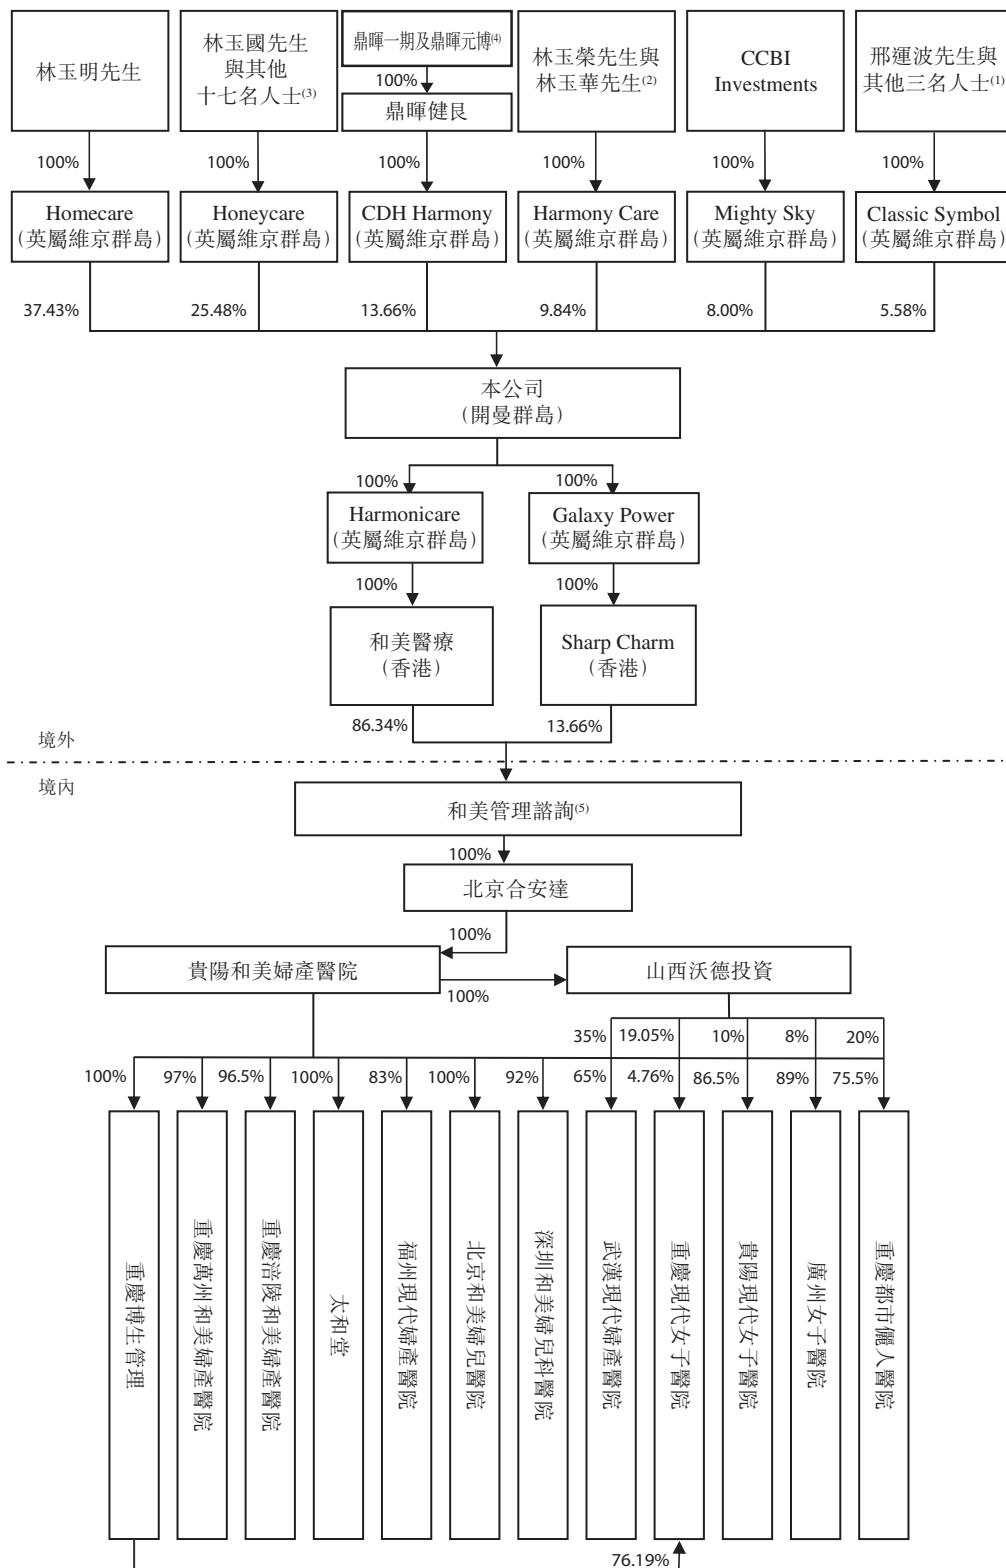 林玉明先生
林玉國先生
與其他
十七名人士(3)
鼎暉一期及鼎暉元博(4)
100%
鼎暉健良
林玉榮先生與
林玉華先生(2)
CCBI
Investments
邢運波先生與
其他三名人士(1)
100%
100%
100%
100%
100%
100%
Homecare
(英屬維京群島)
Honeycare
(英屬維京群島)
CDH Harmony
(英屬維京群島)
Harmony Care
(英屬維京群島)
Mighty Sky
(英屬維京群島)
Classic Symbol
(英屬維京群島)
37.43%
25.48%
13.66%
9.84%
8.00%
5.58%
本公司
(開曼群島)
100%
100%
Harmonicare
(英屬維京群島)
Galaxy Power
(英屬維京群島)
100%
100%
和美醫療
(香港)
Sharp Charm
(香港)
86.34%
13.66%
境外
境內
和美管理諮詢(5)
100%
北京合安達
100%
貴陽和美婦產醫院
100%
山西沃德投資
35%
19.05%
10%
8%
20%
100%
97%
96.5%
100%
83%
100%
92%
65%
4.76%
86.5%
89%
75.5%
重慶博生管理
重慶萬州和美婦產醫院
重慶涪陵和美婦產醫院
太和堂
福州現代婦產醫院
北京和美婦兒醫院
深圳和美婦兒科醫院
武漢現代婦產醫院
重慶現代女子醫院
貴陽現代女子醫院
廣州女子醫院
重慶都市儷人醫院
76.19%